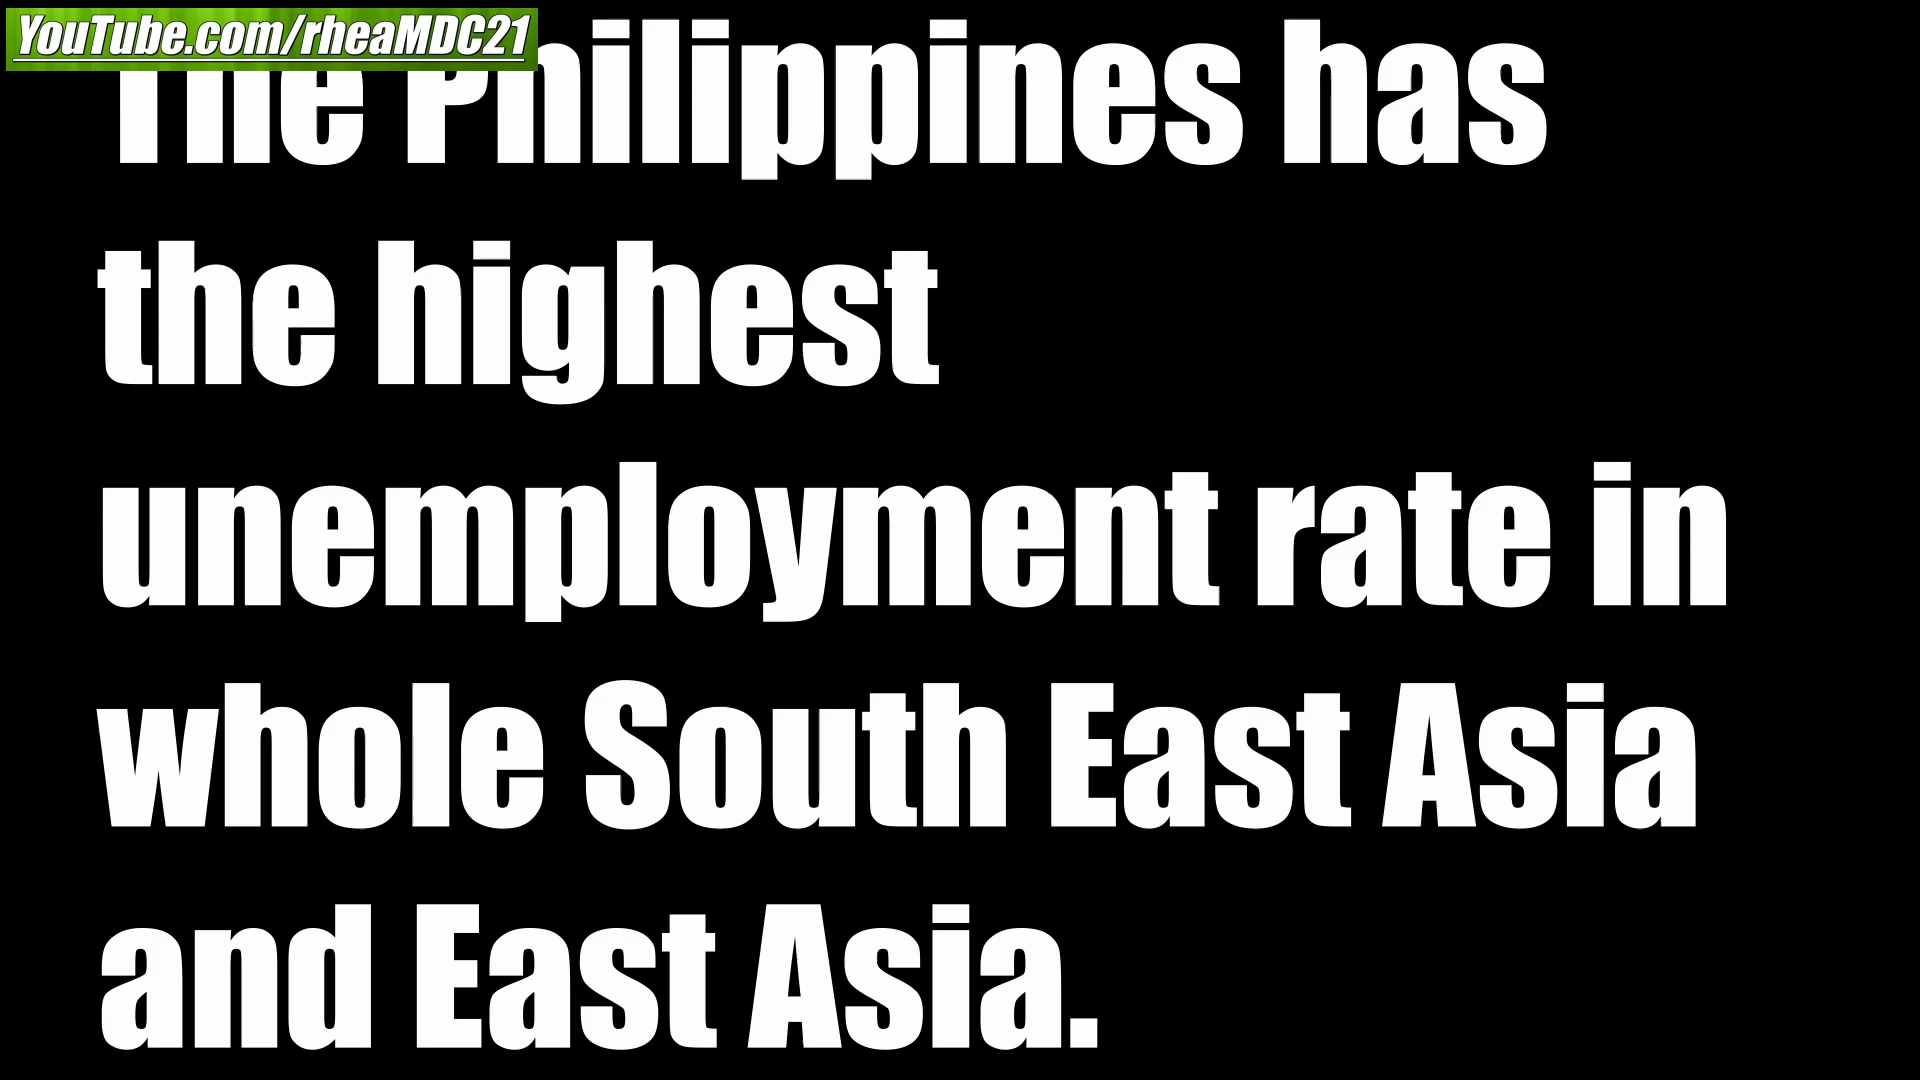 YouTube.com/rheaMDC21
The Philippines has
the highest
unemployment rate in
whole South East Asia
and East Asia.